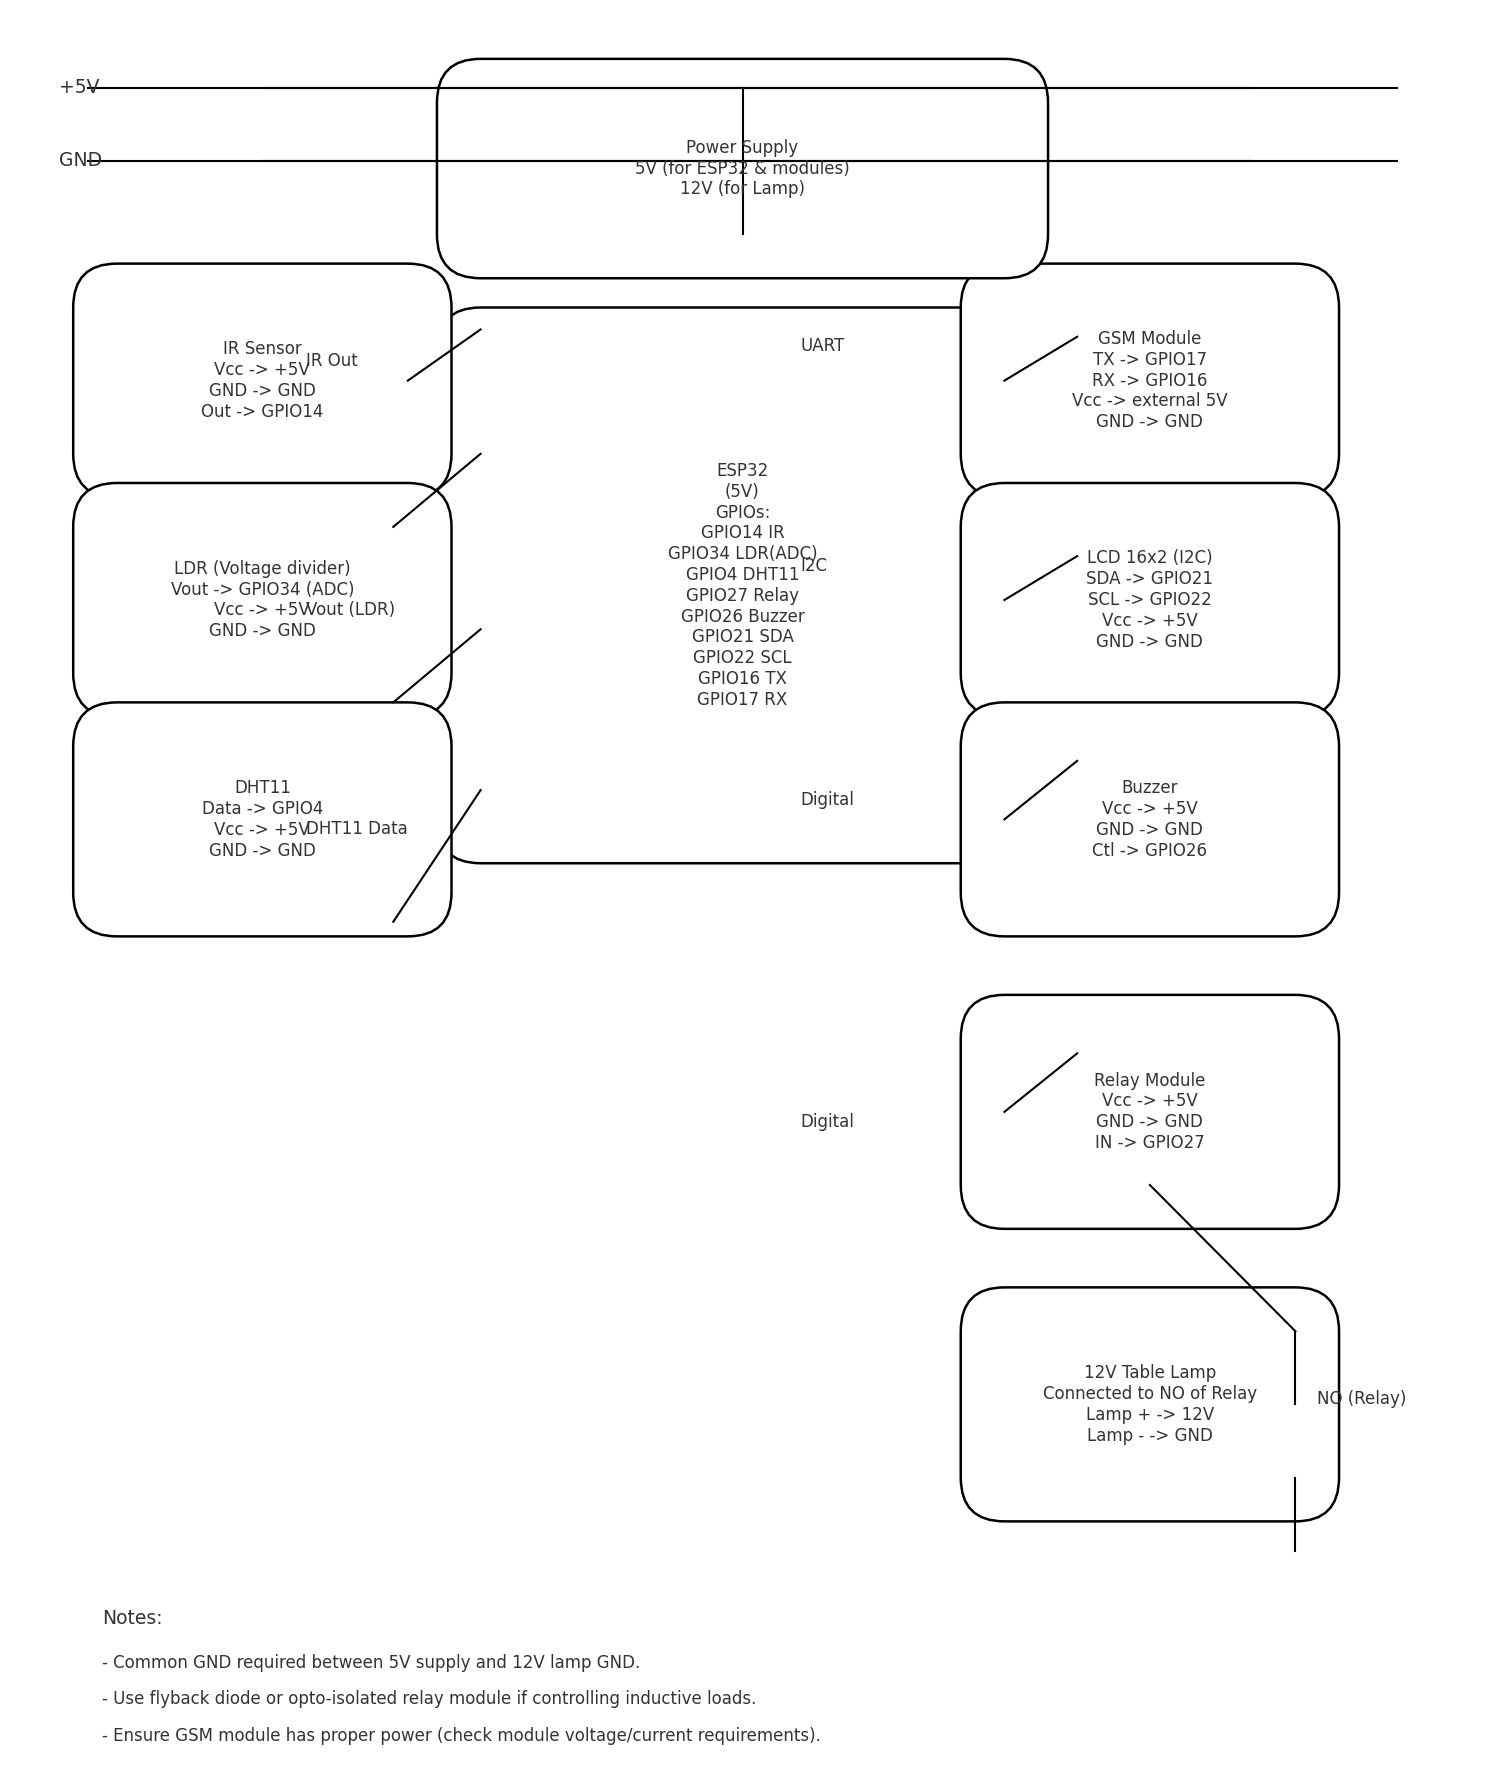 +5V
GND
Power Supply
5V (for ESP32 & modules)
12V (for Lamp)
IR Sensor
Vcc -> +5V
GND -> GND
Out -> GPIO14
IR Out
UART
GSM Module
TX -> GPIO17
RX -> GPIO16
Vcc -> external 5V
GND -> GND
ESP32
(5V)
GPIOs:
GPIO14 IR
GPIO34 LDR(ADC)
GPIO4 DHT11
GPIO27 Relay
GPIO26 Buzzer
GPIO21 SDA
GPIO22 SCL
GPIO16 TX
GPIO17 RX
LDR (Voltage divider)
Vout -> GPIO34 (ADC)
Vcc -> +5V
GND -> GND
Vout (LDR)
I2C
LCD 16x2 (I2C)
SDA -> GPIO21
SCL -> GPIO22
Vcc -> +5V
GND -> GND
DHT11
Data -> GPIO4
Vcc -> +5V
GND -> GND
DHT11 Data
Digital
Buzzer
Vcc -> +5V
GND -> GND
Ctl -> GPIO26
Digital
Relay Module
Vcc -> +5V
GND -> GND
IN -> GPIO27
12V Table Lamp
Connected to NO of Relay
Lamp + -> 12V
Lamp - -> GND
NO (Relay)
Notes:
- Common GND required between 5V supply and 12V lamp GND.
- Use flyback diode or opto-isolated relay module if controlling inductive loads.
- Ensure GSM module has proper power (check module voltage/current requirements).